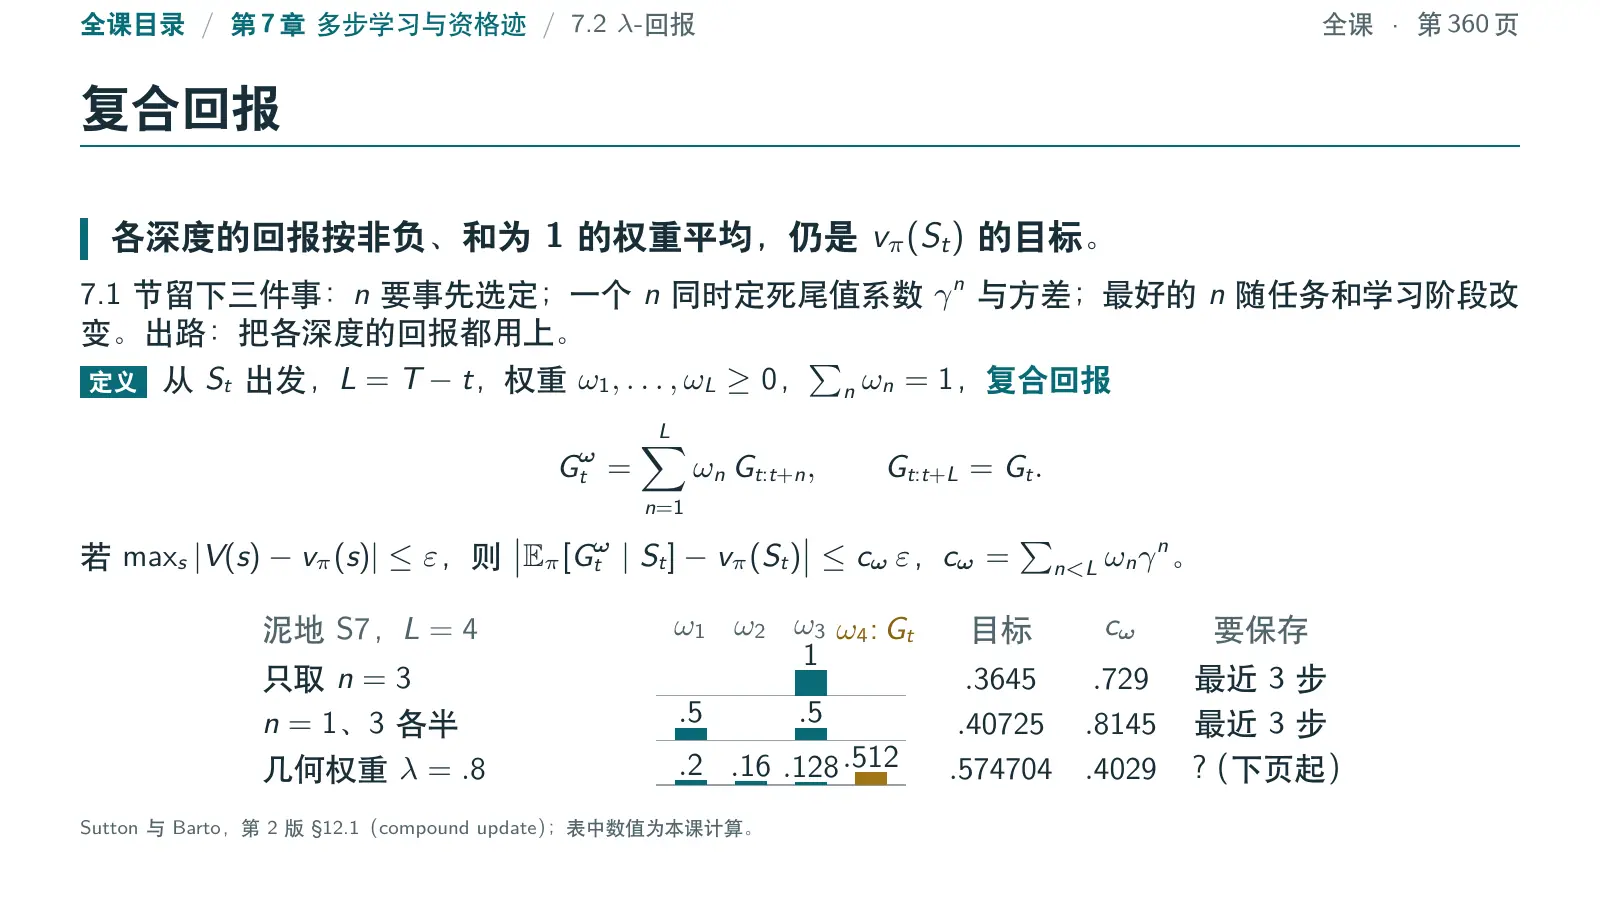 全课目录 / 第 7 章 多步学习与资格迹 / 7.2 λ-回报
全课 · 第 360 页
复合回报
各深度的回报按非负、和为 1 的权重平均，仍是 vπ(St) 的目标。
7.1 节留下三件事：n 要事先选定；一个 n 同时定死尾值系数 γⁿ 与方差；最好的 n 随任务和学习阶段改
变。出路：把各深度的回报都用上。
定义 从 St 出发，L = T − t，权重 ω1, . . . , ωL ≥ 0，∑n ωn = 1，复合回报
Gt^ω = ∑_{n=1}^{L} ωn Gt:t+n, Gt:t+L = Gt.
若 maxs |V(s) − vπ(s)| ≤ ε，则 |𝔼π[Gt^ω | St] − vπ(St)| ≤ cω ε，cω = ∑n<L ωnγⁿ。
泥地 S7，L = 4 ω1 ω2 ω3 ω4: Gt 目标 cω 要保存
只取 n = 3 1 .3645 .729 最近 3 步
n = 1、3 各半 .5 .5 .40725 .8145 最近 3 步
几何权重 λ = .8 .2 .16 .128 .512 .574704 .4029 ?（下页起）
Sutton 与 Barto，第 2 版 §12.1（compound update）；表中数值为本课计算。